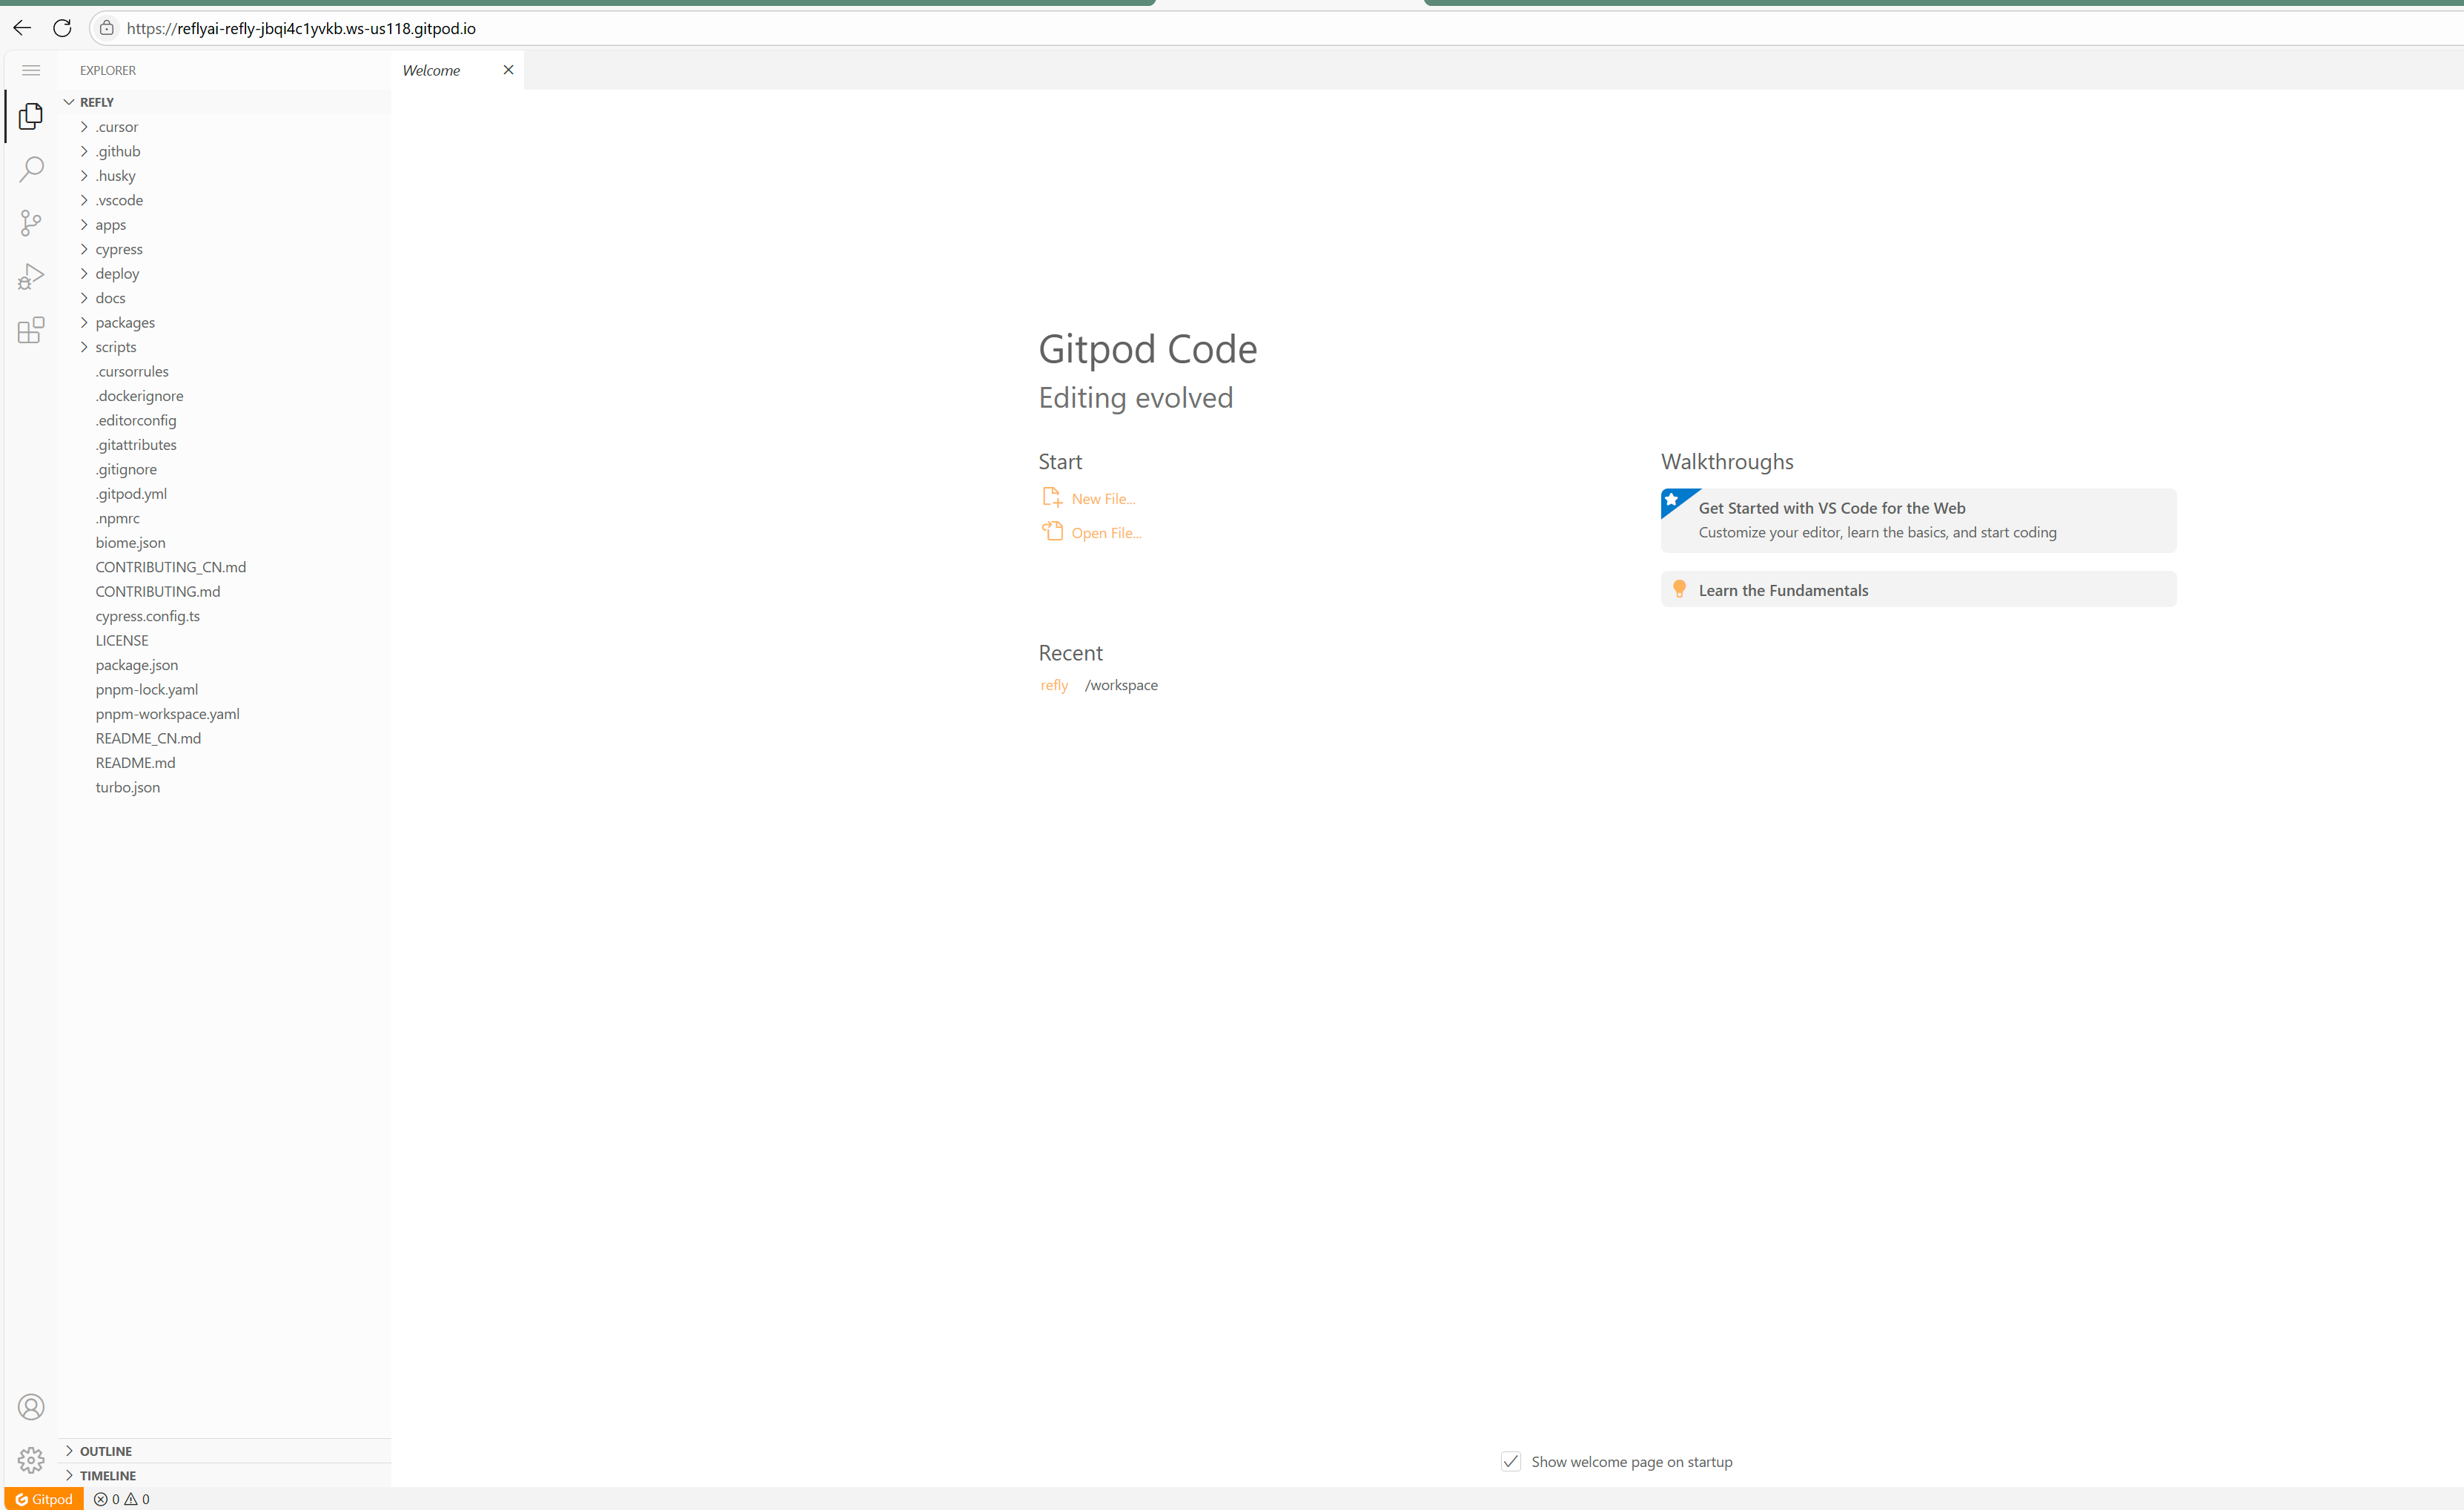 https://reflyai-refly-jbqi4c1yvkb.ws-us118.gitpod.io
EXPLORER
Welcome
REFLY
.cursor
.github
.husky
.vscode
apps
cypress
deploy
docs
packages
scripts
.cursorrules
.dockerignore
.editorconfig
.gitattributes
.gitignore
.gitpod.yml
.npmrc
biome.json
CONTRIBUTING_CN.md
CONTRIBUTING.md
cypress.config.ts
LICENSE
package.json
pnpm-lock.yaml
pnpm-workspace.yaml
README_CN.md
README.md
turbo.json
OUTLINE
TIMELINE
Gitpod Code
Editing evolved
Start
New File...
Open File...
Recent
refly /workspace
Walkthroughs
Get Started with VS Code for the Web
Customize your editor, learn the basics, and start coding
Learn the Fundamentals
Show welcome page on startup
Gitpod 0 0